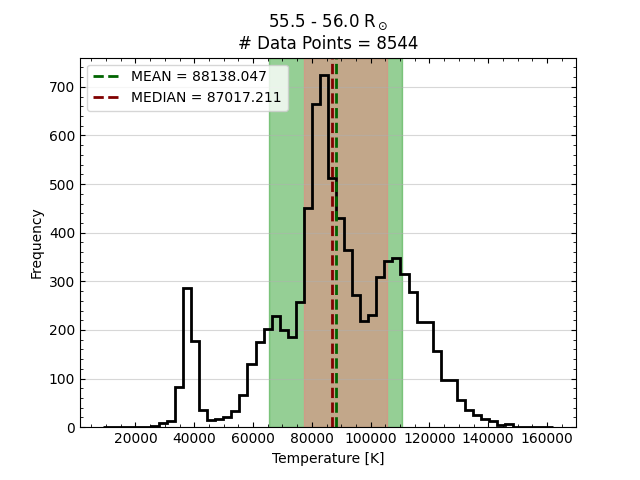 55.5 - 56.0 R⊙
# Data Points = 8544
MEAN = 88138.047
MEDIAN = 87017.211
700
600
500
400
300
200
100
0
Frequency
20000 40000 60000 80000 100000 120000 140000 160000
Temperature [K]